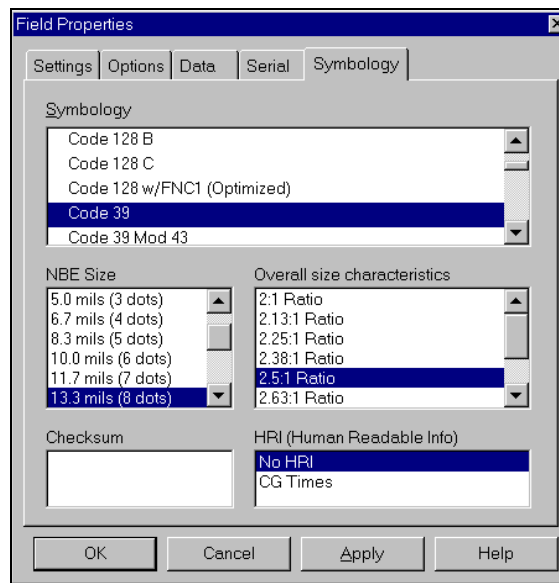 Field Properties
Settings Options Data Serial Symbology
Symbology
Code 128 B
Code 128 C
Code 128 w/FNC1 (Optimized)
Code 39
Code 39 Mod 43
NBE Size
5.0 mils (3 dots)
6.7 mils (4 dots)
8.3 mils (5 dots)
10.0 mils (6 dots)
11.7 mils (7 dots)
13.3 mils (8 dots)
Overall size characteristics
2:1 Ratio
2.13:1 Ratio
2.25:1 Ratio
2.38:1 Ratio
2.5:1 Ratio
2.63:1 Ratio
Checksum
HRI (Human Readable Info)
No HRI
CG Times
OK Cancel Apply Help